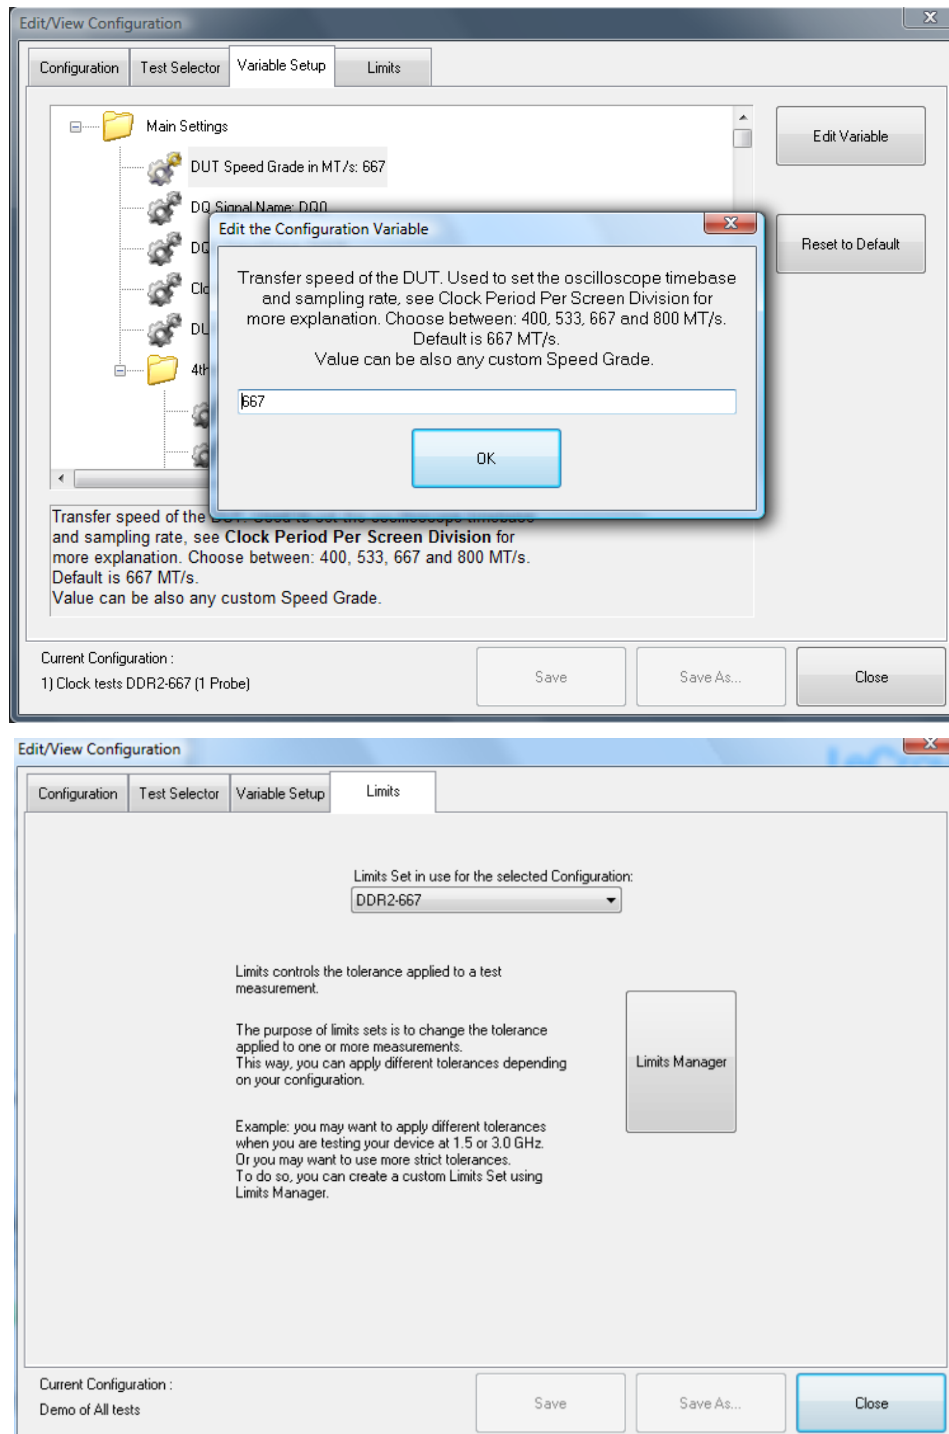 Edit/View Configuration
Configuration
Test Selector
Variable Setup
Limits
Main Settings
DUT Speed Grade in MT/s: 667
DQ Signal Name: DQ0
Edit Variable
Reset to Default
Edit the Configuration Variable
Transfer speed of the DUT. Used to set the oscilloscope timebase
and sampling rate, see Clock Period Per Screen Division for
more explanation. Choose between: 400, 533, 667 and 800 MT/s.
Default is 667 MT/s.
Value can be also any custom Speed Grade.
667
OK
DQ
Clo
DU
4th
Transfer speed of the DUT. Used to set the oscilloscope timebase
and sampling rate, see Clock Period Per Screen Division for
more explanation. Choose between: 400, 533, 667 and 800 MT/s.
Default is 667 MT/s.
Value can be also any custom Speed Grade.
Current Configuration :
1) Clock tests DDR2-667 (1 Probe)
Save
Save As...
Close
Edit/View Configuration
Configuration
Test Selector
Variable Setup
Limits
Limits Set in use for the selected Configuration:
DDR2-667
Limits controls the tolerance applied to a test
measurement.
The purpose of limits sets is to change the tolerance
applied to one or more measurements.
This way, you can apply different tolerances depending
on your configuration.
Example: you may want to apply different tolerances
when you are testing your device at 1.5 or 3.0 GHz.
Or you may want to use more strict tolerances.
To do so, you can create a custom Limits Set using
Limits Manager.
Limits Manager
Current Configuration :
Demo of All tests
Save
Save As...
Close